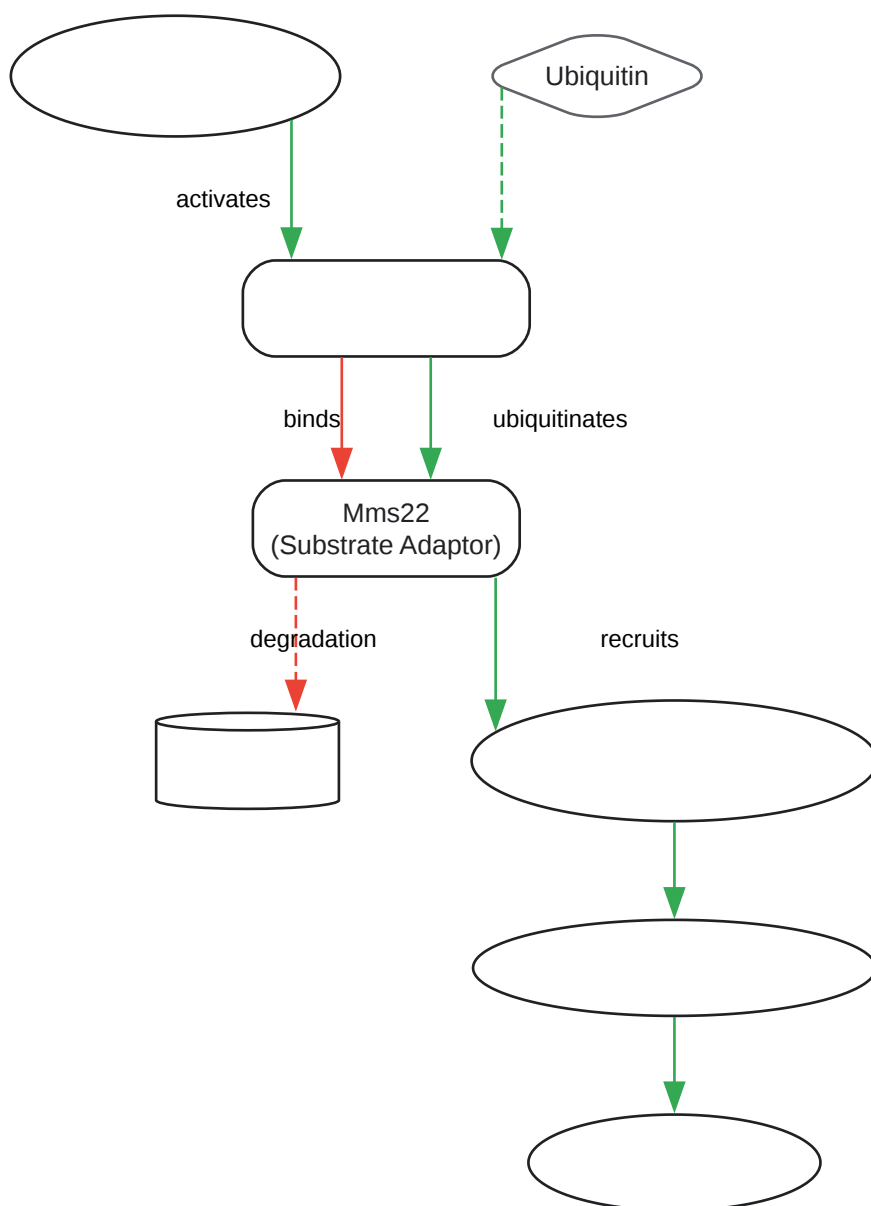 Ubiquitin
activates
binds
ubiquitinates
Mms22
(Substrate Adaptor)
degradation
recruits